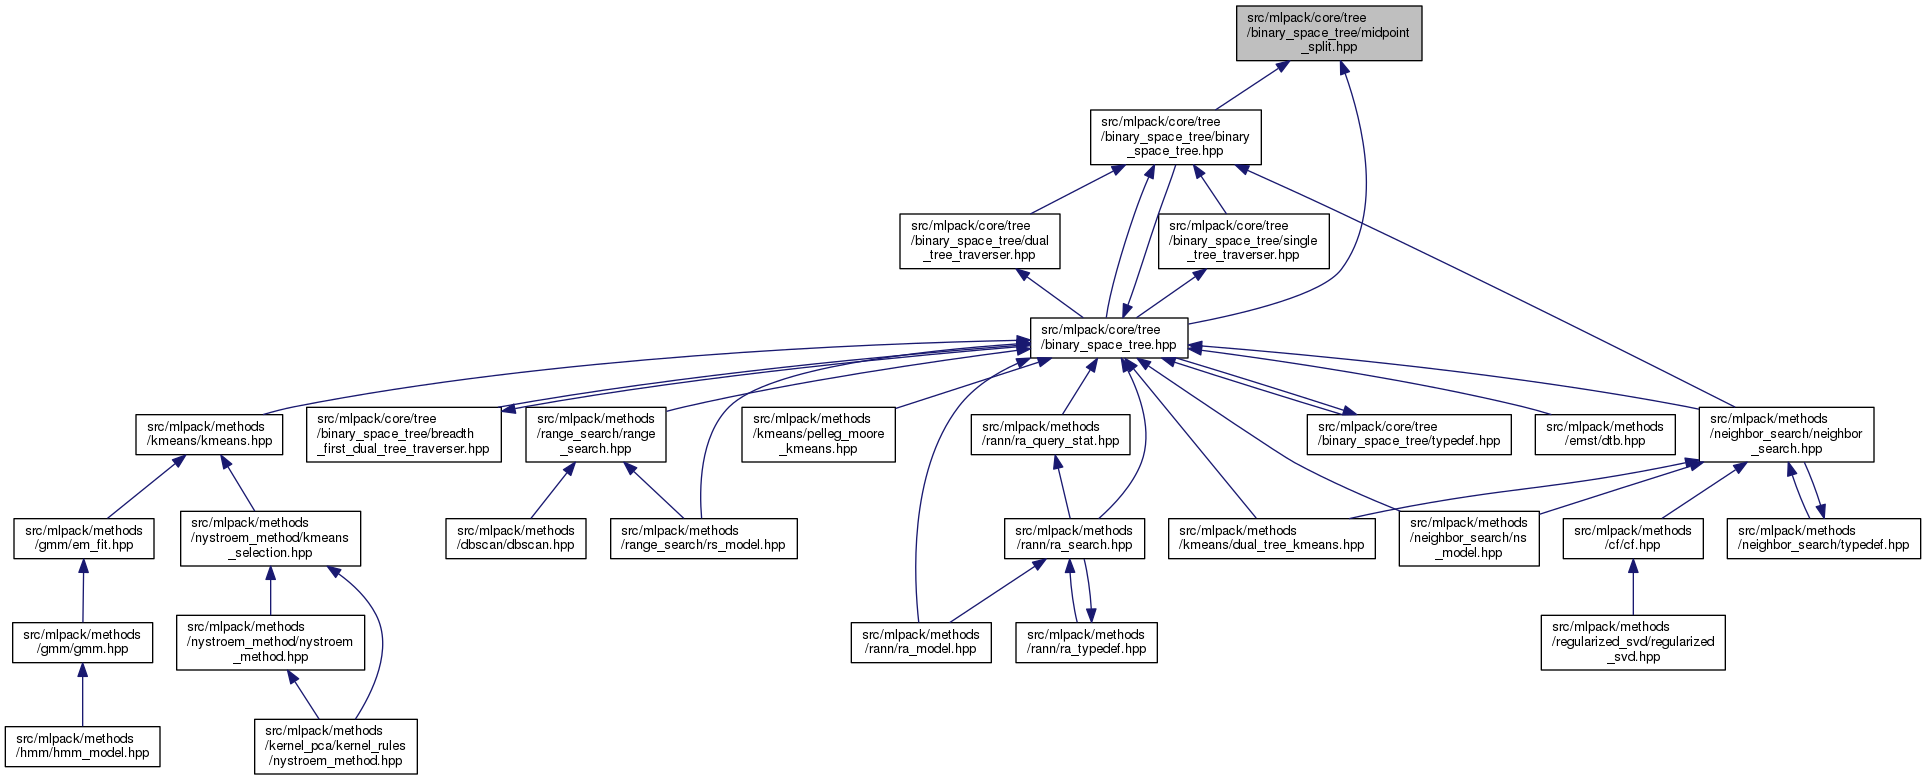 src/mlpack/core/tree
/binary_space_tree/midpoint
_split.hpp
src/mlpack/core/tree
/binary_space_tree/binary
_space_tree.hpp
src/mlpack/core/tree
/binary_space_tree/dual
_tree_traverser.hpp
src/mlpack/core/tree
/binary_space_tree/single
_tree_traverser.hpp
src/mlpack/core/tree
/binary_space_tree.hpp
src/mlpack/methods
/kmeans/kmeans.hpp
src/mlpack/core/tree
/binary_space_tree/breadth
_first_dual_tree_traverser.hpp
src/mlpack/methods
/range_search/range
_search.hpp
src/mlpack/methods
/kmeans/pelleg_moore
_kmeans.hpp
src/mlpack/methods
/rann/ra_query_stat.hpp
src/mlpack/core/tree
/binary_space_tree/typedef.hpp
src/mlpack/methods
/emst/dtb.hpp
src/mlpack/methods
/neighbor_search/neighbor
_search.hpp
src/mlpack/methods
/gmm/em_fit.hpp
src/mlpack/methods
/nystroem_method/kmeans
_selection.hpp
src/mlpack/methods
/dbscan/dbscan.hpp
src/mlpack/methods
/range_search/rs_model.hpp
src/mlpack/methods
/rann/ra_search.hpp
src/mlpack/methods
/kmeans/dual_tree_kmeans.hpp
src/mlpack/methods
/neighbor_search/ns
_model.hpp
src/mlpack/methods
/cf/cf.hpp
src/mlpack/methods
/neighbor_search/typedef.hpp
src/mlpack/methods
/gmm/gmm.hpp
src/mlpack/methods
/nystroem_method/nystroem
_method.hpp
src/mlpack/methods
/rann/ra_model.hpp
src/mlpack/methods
/rann/ra_typedef.hpp
src/mlpack/methods
/regularized_svd/regularized
_svd.hpp
src/mlpack/methods
/hmm/hmm_model.hpp
src/mlpack/methods
/kernel_pca/kernel_rules
/nystroem_method.hpp